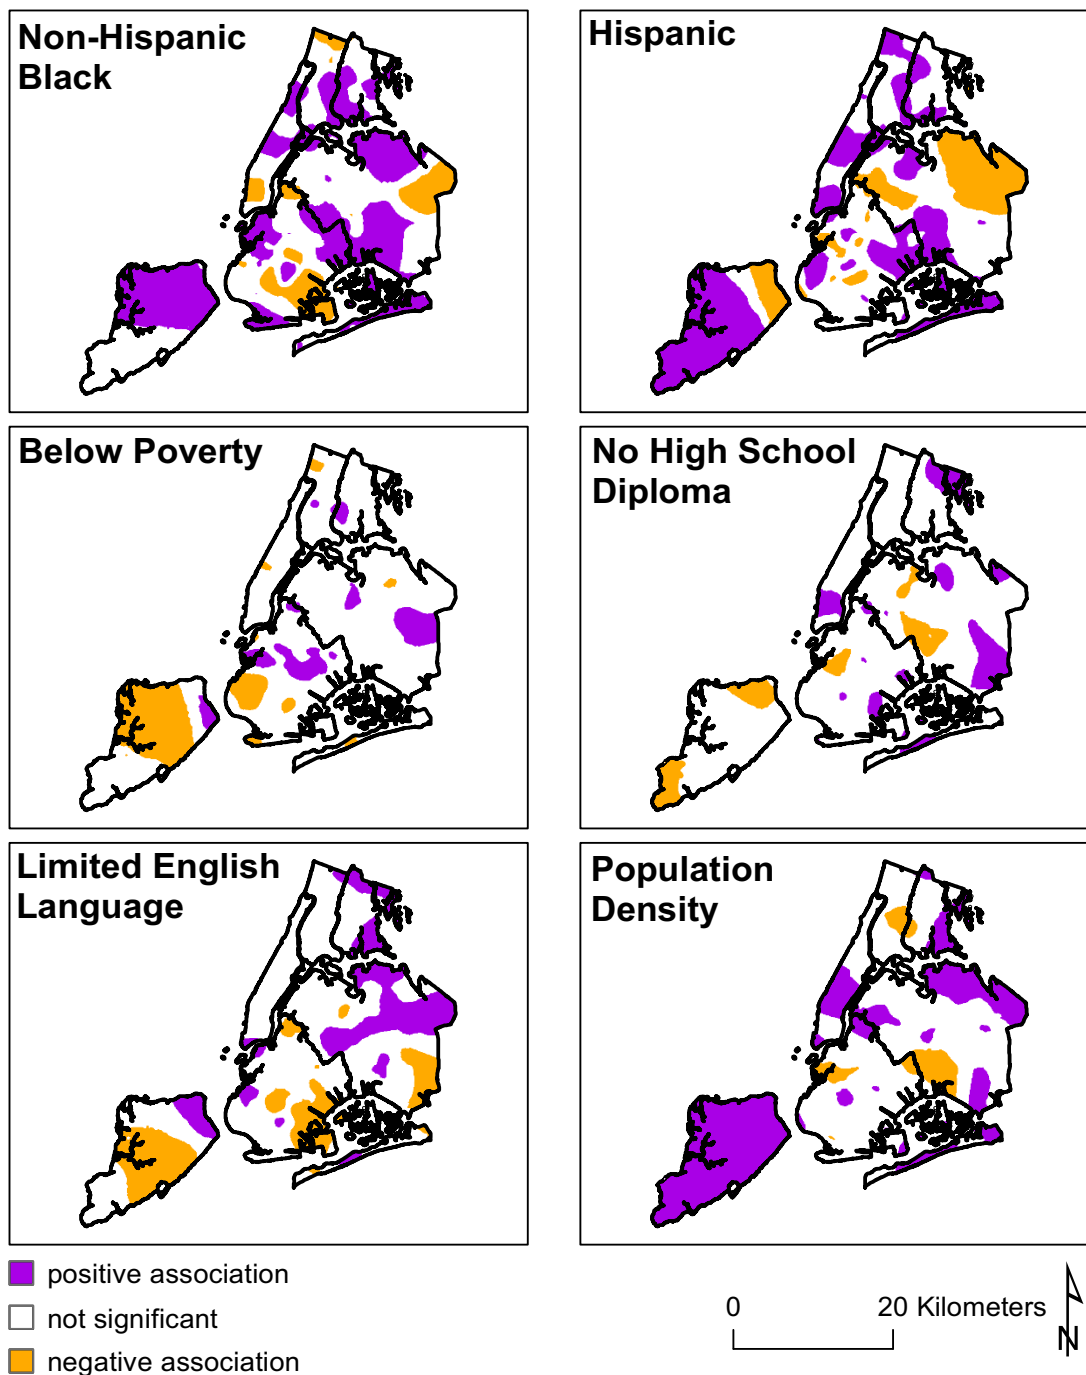 Non-Hispanic
Black
Hispanic
Below Poverty
No High School
Diploma
Limited English
Language
Population
Density
positive association
not significant
negative association
0 20 Kilometers
N